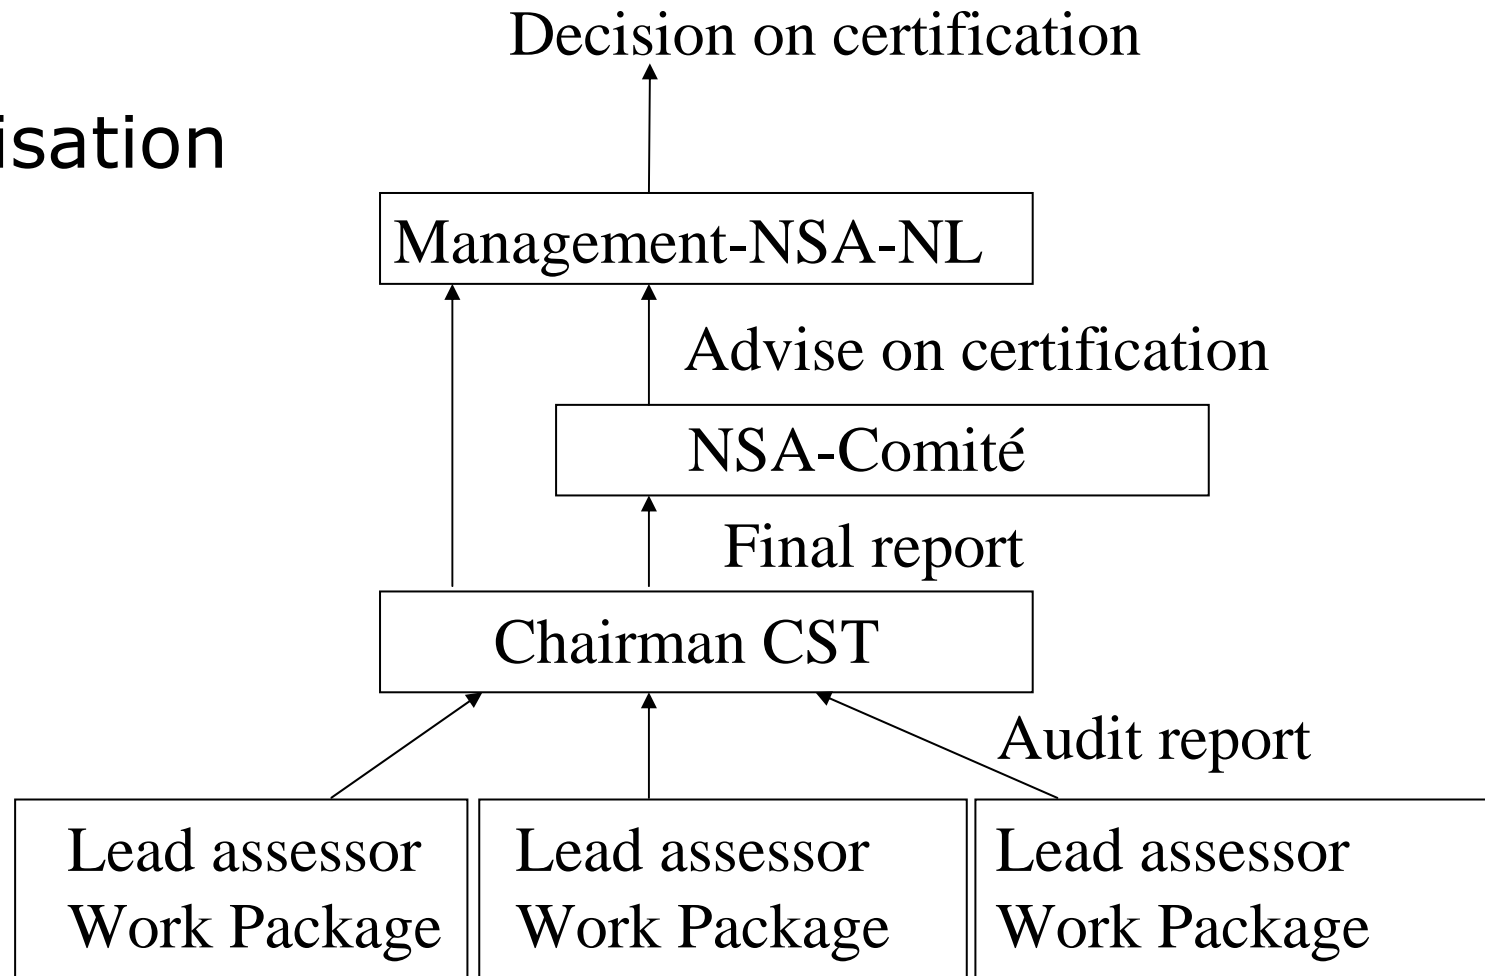 Decision on certification
isation
Management-NSA-NL
Advise on certification
NSA-Comité
Final report
Chairman CST
Audit report
Lead assessor
Work Package
Lead assessor
Work Package
Lead assessor
Work Package